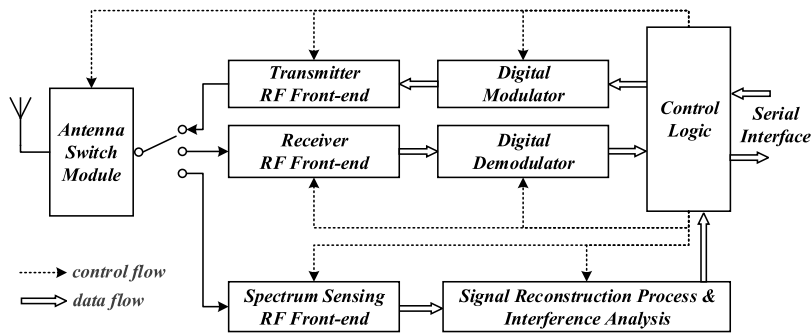 Transmitter
RF Front-end
Digital
Modulator
Control
Logic
Serial
Interface
Antenna
Switch
Module
Receiver
RF Front-end
Digital
Demodulator
control flow
data flow
Spectrum Sensing
RF Front-end
Signal Reconstruction Process &
Interference Analysis